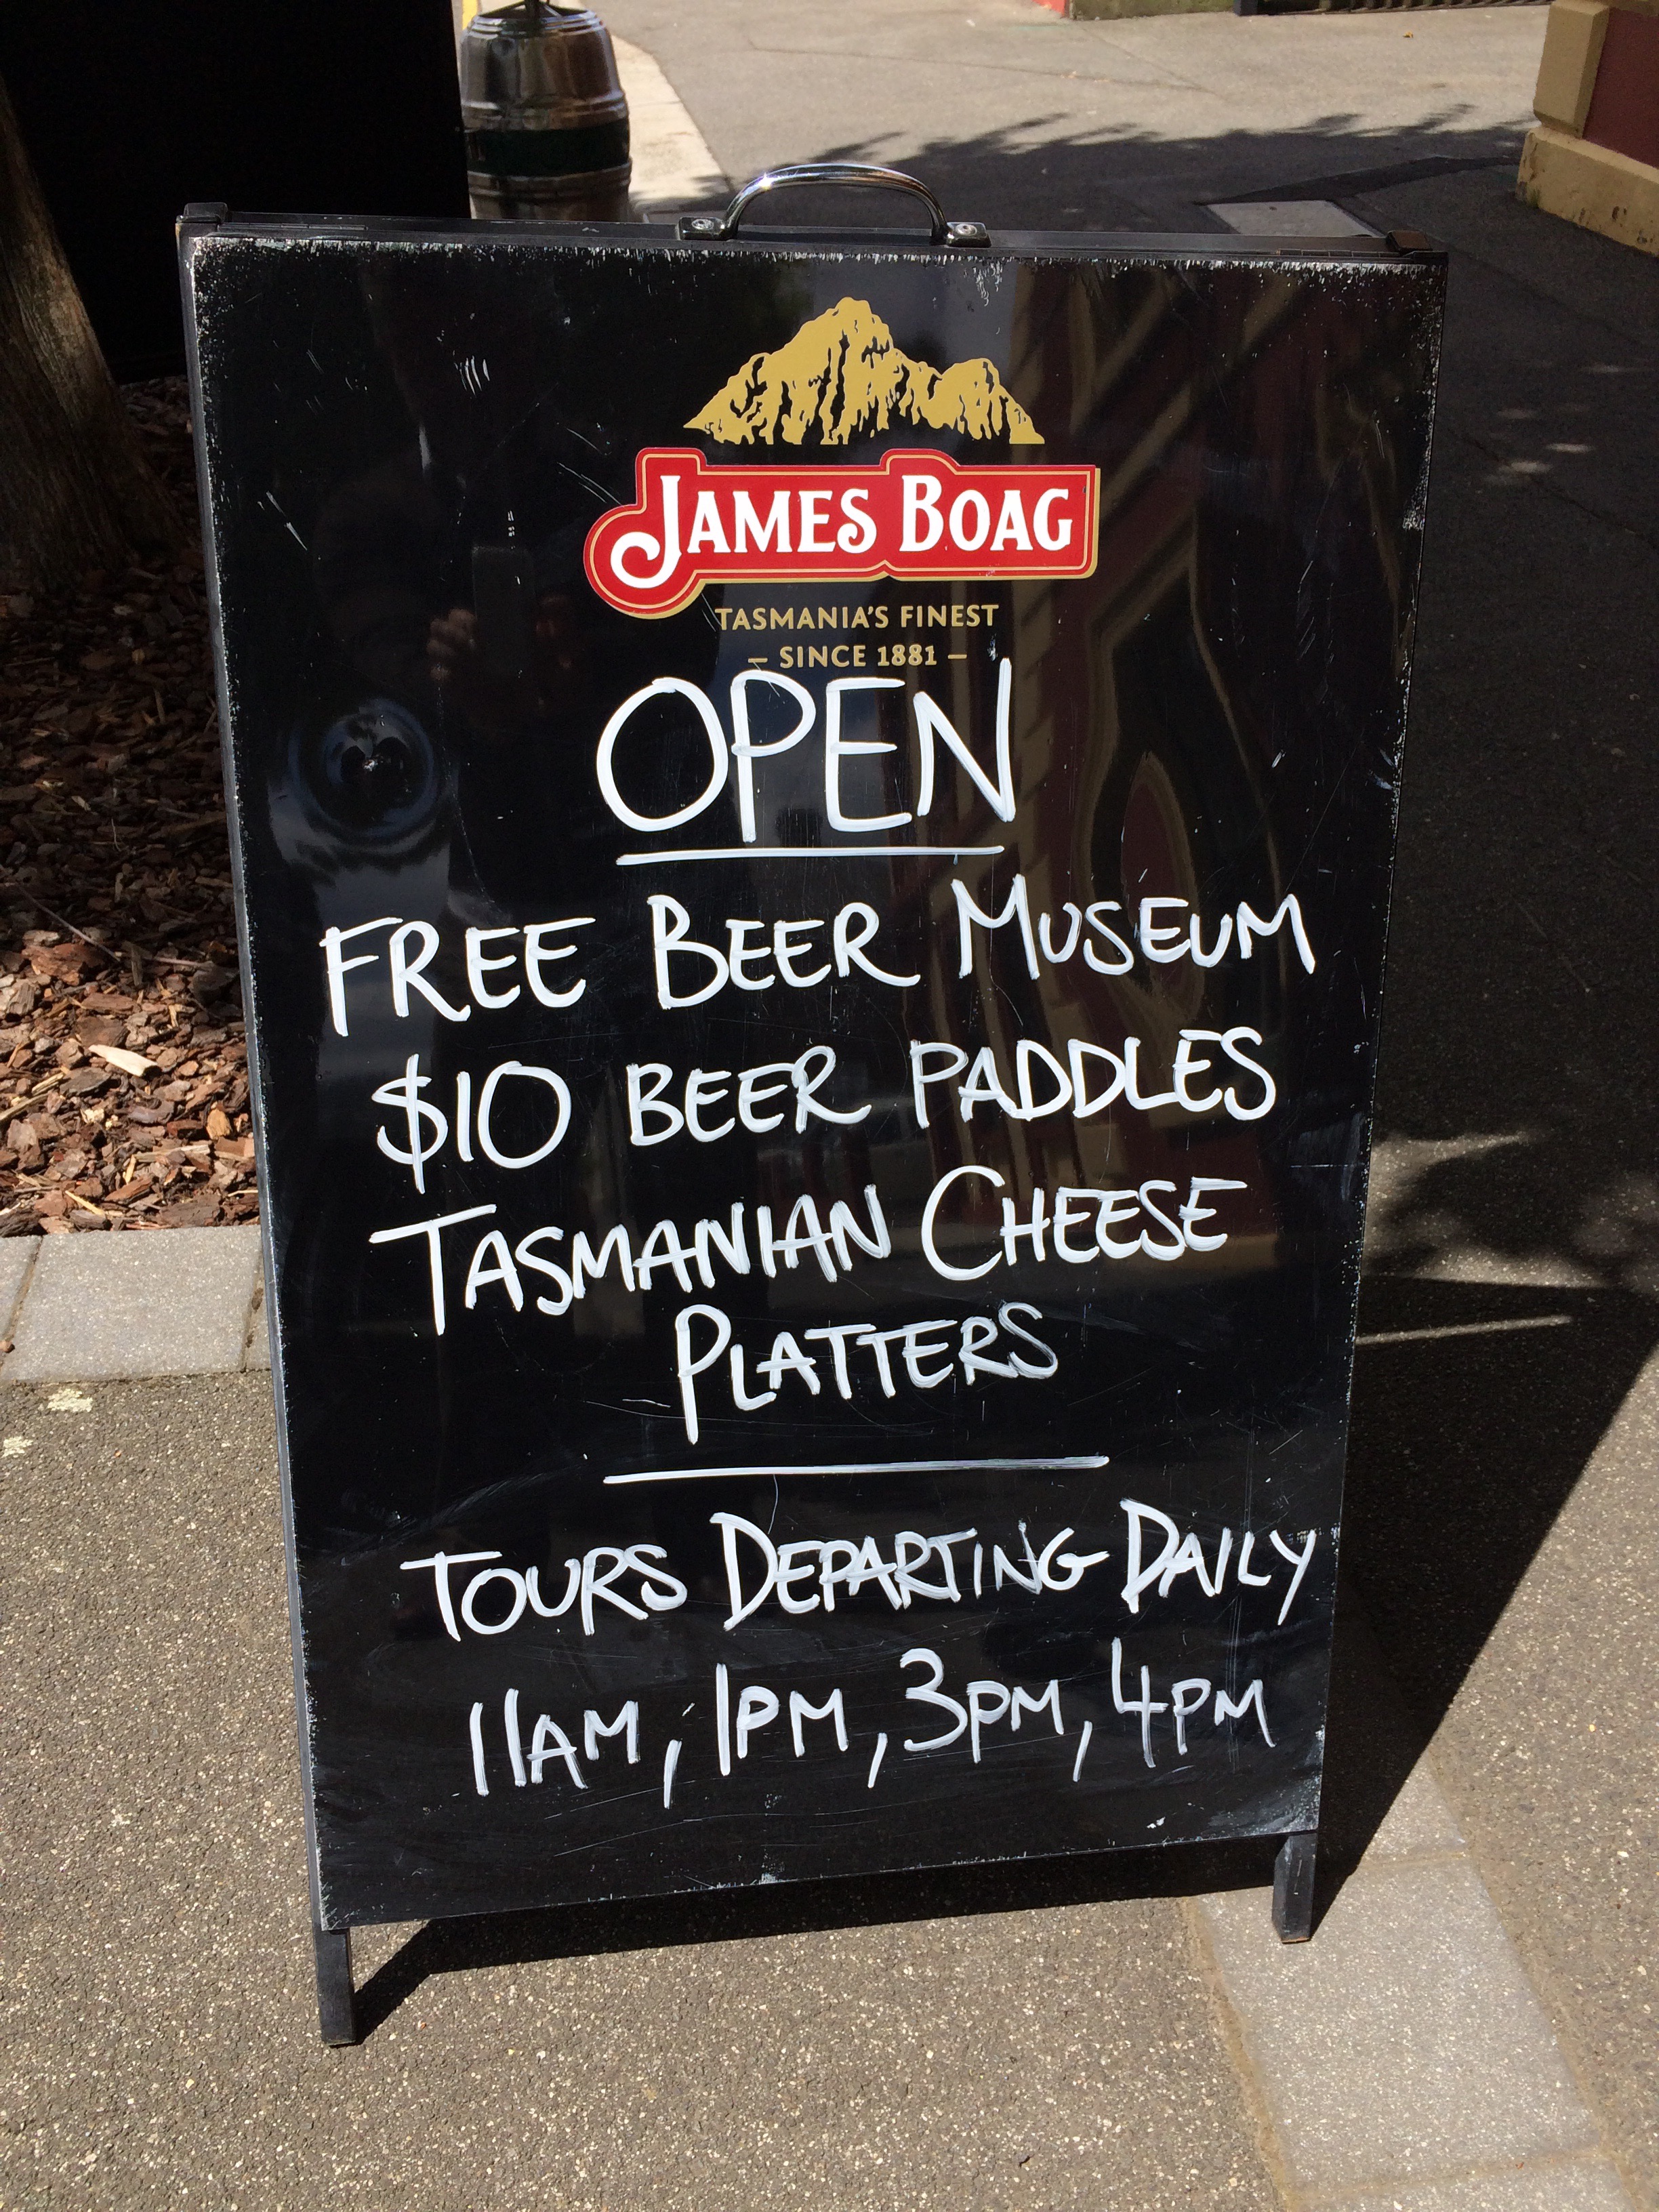 JAMES BOAG
TASMANIA'S FINEST
– SINCE 1881 –
OPEN
FREE BEER MUSEUM
$10 BEER PADDLES
TASMANIAN CHEESE
PLATTERS
TOURS DEPARTING DAILY
11AM, 1PM, 3PM, 4PM